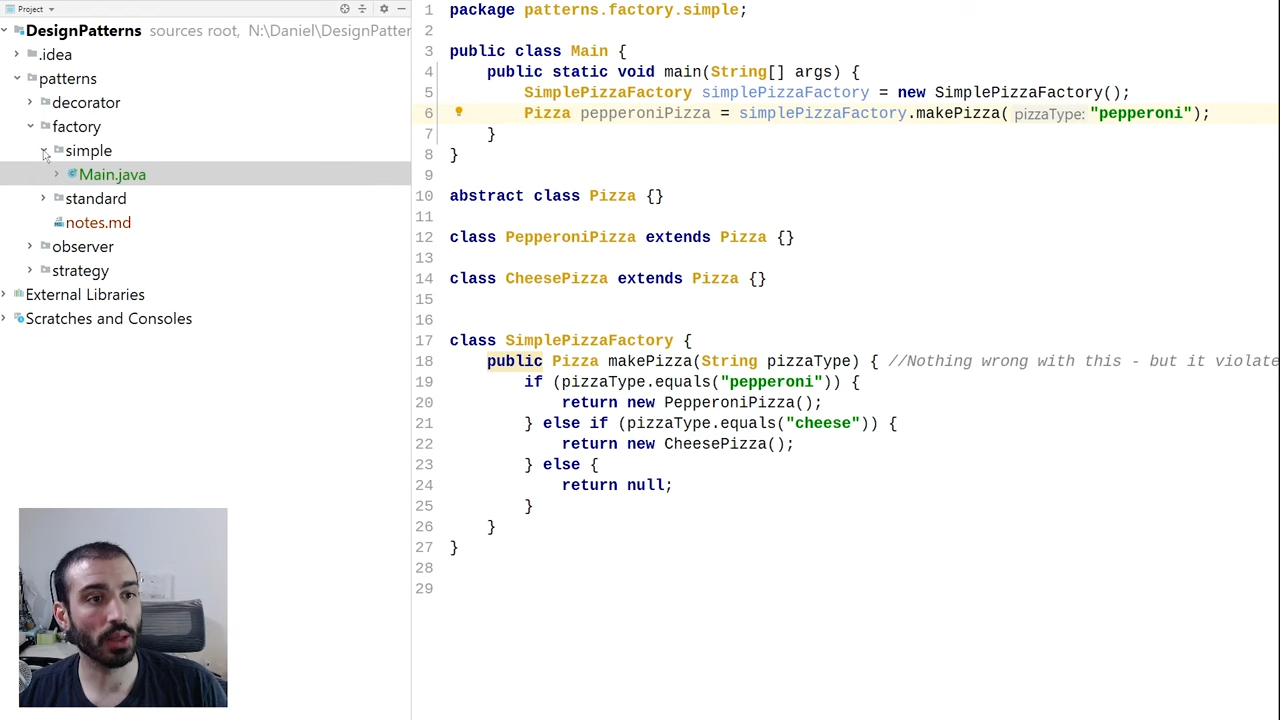 Project
DesignPatterns sources root, N:\Daniel\DesignPatter
.idea
patterns
decorator
factory
simple
Main.java
standard
notes.md
observer
strategy
External Libraries
Scratches and Consoles
1 package patterns.factory.simple;
2
3 public class Main {
4 public static void main(String[] args) {
5 SimplePizzaFactory simplePizzaFactory = new SimplePizzaFactory();
6 Pizza pepperoniPizza = simplePizzaFactory.makePizza( pizzaType: "pepperoni");
7 }
8 }
9
10 abstract class Pizza {}
11
12 class PepperoniPizza extends Pizza {}
13
14 class CheesePizza extends Pizza {}
15
16
17 class SimplePizzaFactory {
18 public Pizza makePizza(String pizzaType) { //Nothing wrong with this - but it violate
19 if (pizzaType.equals("pepperoni")) {
20 return new PepperoniPizza();
21 } else if (pizzaType.equals("cheese")) {
22 return new CheesePizza();
23 } else {
24 return null;
25 }
26 }
27 }
28
29